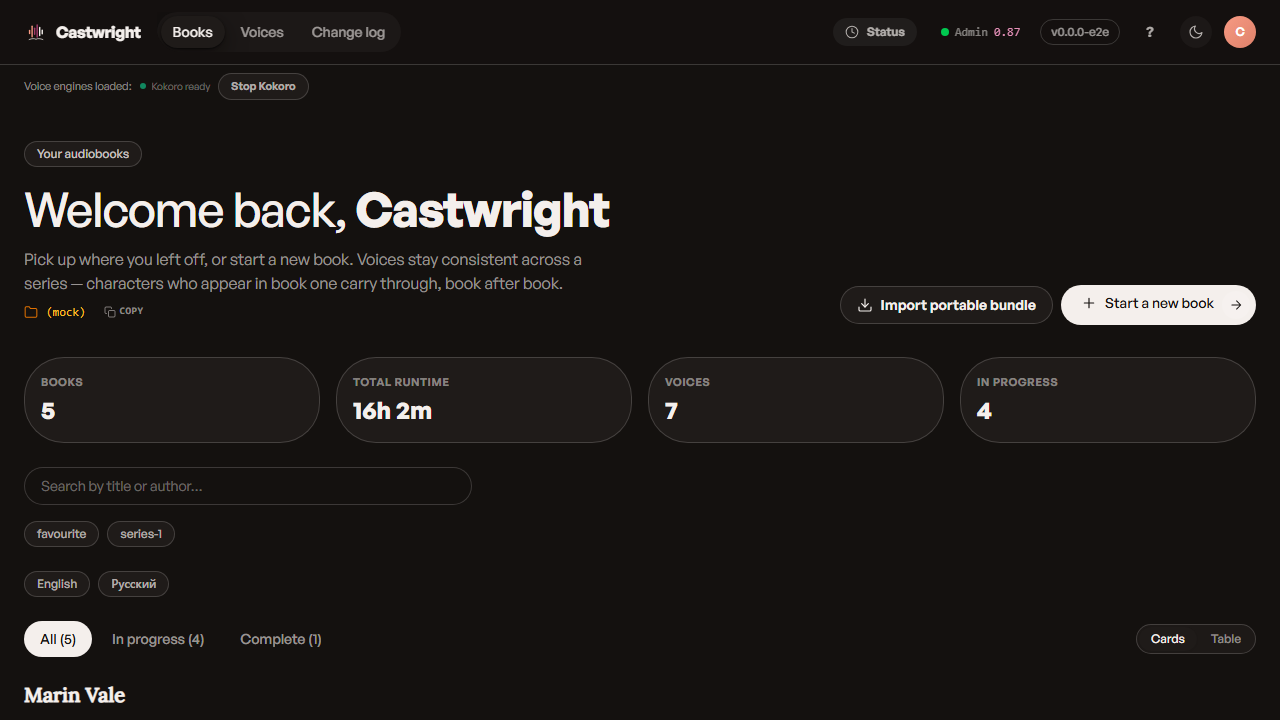 Castwright
Books
Voices
Change log
Status
Admin 0.87
v0.0.0-e2e
?
C
Voice engines loaded:
Kokoro ready
Stop Kokoro
Your audiobooks
Welcome back, Castwright
Pick up where you left off, or start a new book. Voices stay consistent across a
series — characters who appear in book one carry through, book after book.
(mock)
COPY
Import portable bundle
Start a new book
BOOKS
5
TOTAL RUNTIME
16h 2m
VOICES
7
IN PROGRESS
4
Search by title or author...
favourite
series-1
English
Русский
All (5)
In progress (4)
Complete (1)
Cards
Table
Marin Vale